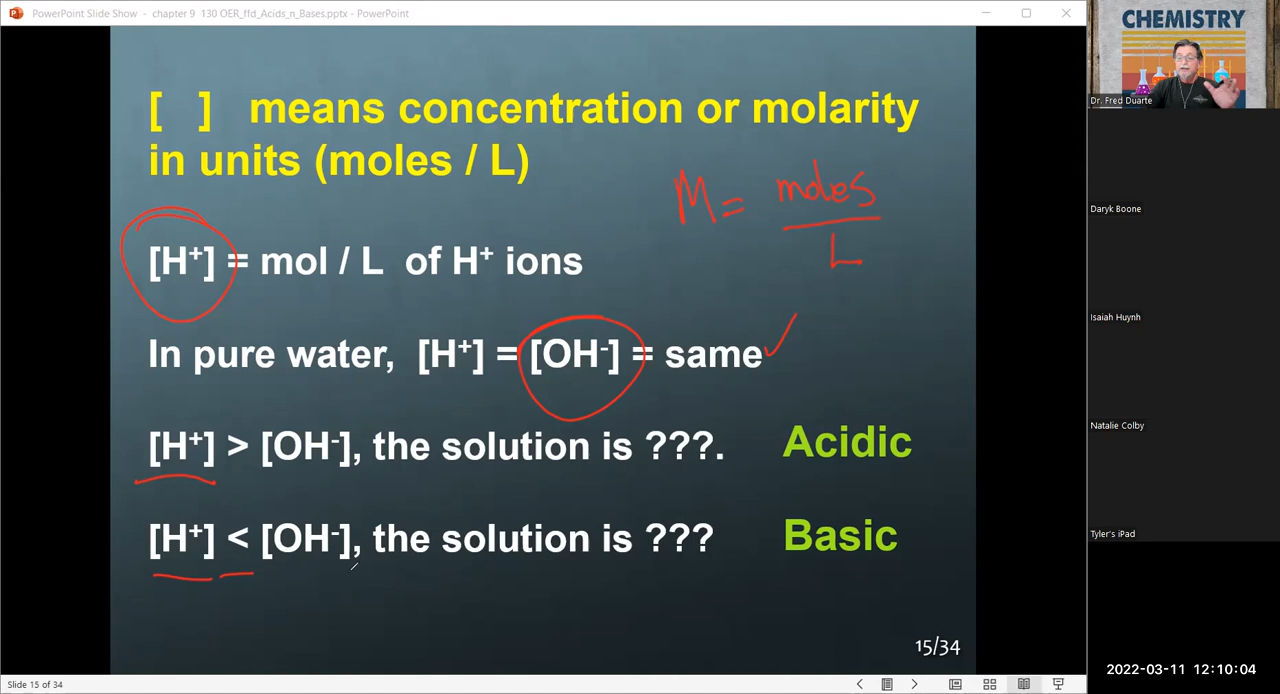 PowerPoint Slide Show - chapter 9 130 OER_ffd_Acids_n_Bases.pptx - PowerPoint
CHEMISTRY
Dr. Fred Duarte
[ ] means concentration or molarity
in units (moles / L)
M = moles / L
[H⁺] = mol / L of H⁺ ions
In pure water, [H⁺] = [OH⁻] = same ✓
[H⁺] > [OH⁻], the solution is ???. Acidic
[H⁺] < [OH⁻], the solution is ??? Basic
15/34
Daryk Boone
Isaiah Huynh
Natalie Colby
Tyler's iPad
2022-03-11 12:10:04
Slide 15 of 34